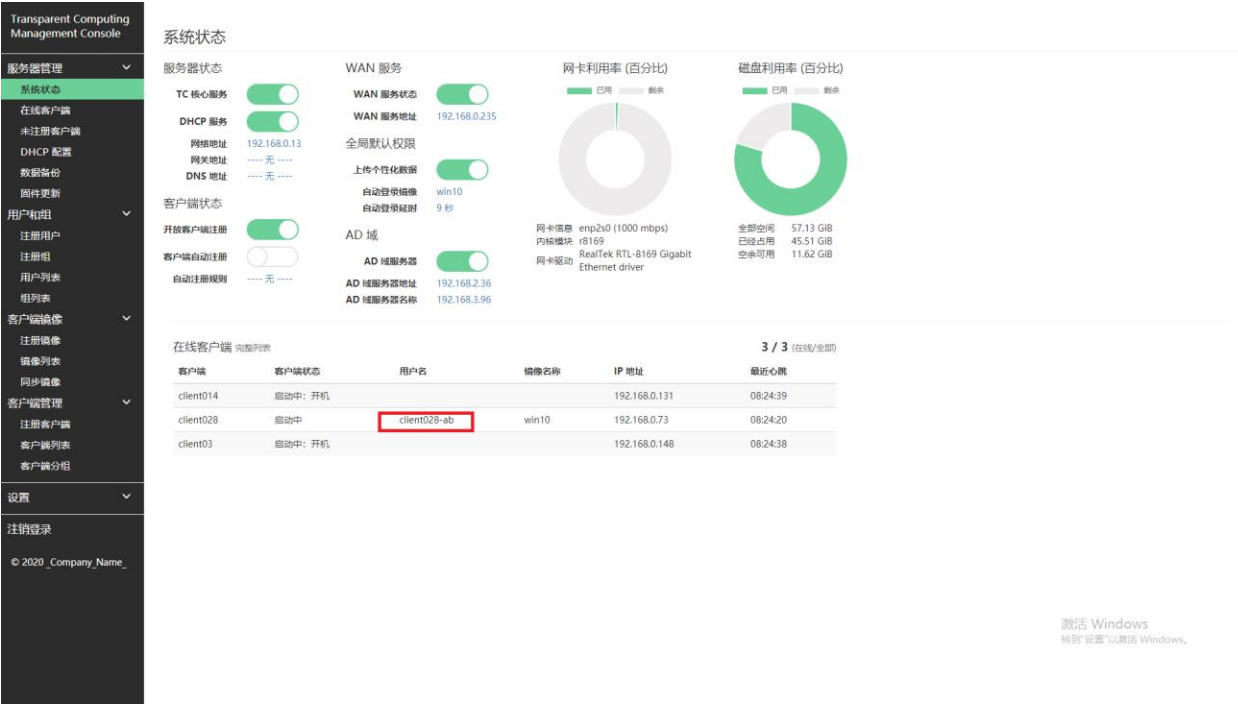 Transparent Computing
Management Console
服务器管理
系统状态
在线客户端
未注册客户端
DHCP 配置
数据备份
固件更新
用户和组
注册用户
注册组
用户列表
组列表
客户端镜像
注册镜像
镜像列表
同步镜像
客户端管理
注册客户端
客户端列表
客户端分组
设置
注销登录
© 2020 _Company_Name_
系统状态
服务器状态
TC 核心服务
DHCP 服务
网络地址 192.168.0.13
网关地址 ---- 无 ----
DNS 地址 ---- 无 ----
客户端状态
开放客户端注册
客户端自动注册
自动注册规则 ---- 无 ----
WAN 服务
WAN 服务状态
WAN 服务地址 192.168.0.235
全局默认权限
上传个性化数据
自动登录镜像 win10
自动登录延时 9 秒
AD 域
AD 域服务器
AD 域服务器地址 192.168.2.36
AD 域服务器名称 192.168.3.96
网卡利用率 (百分比)
已用 剩余
网卡信息 enp2s0 (1000 mbps)
内核模块 r8169
网卡驱动 RealTek RTL-8169 Gigabit
Ethernet driver
磁盘利用率 (百分比)
已用 剩余
全部空间 57.13 GiB
已经占用 45.51 GiB
空余可用 11.62 GiB
在线客户端 完整列表 3 / 3 (在线/全部)
客户端 客户端状态 用户名 镜像名称 IP 地址 最近心跳
client014 启动中: 开机 192.168.0.131 08:24:39
client028 启动中 client028-ab win10 192.168.0.73 08:24:20
client03 启动中: 开机 192.168.0.148 08:24:38
激活 Windows
转到"设置"以激活 Windows。